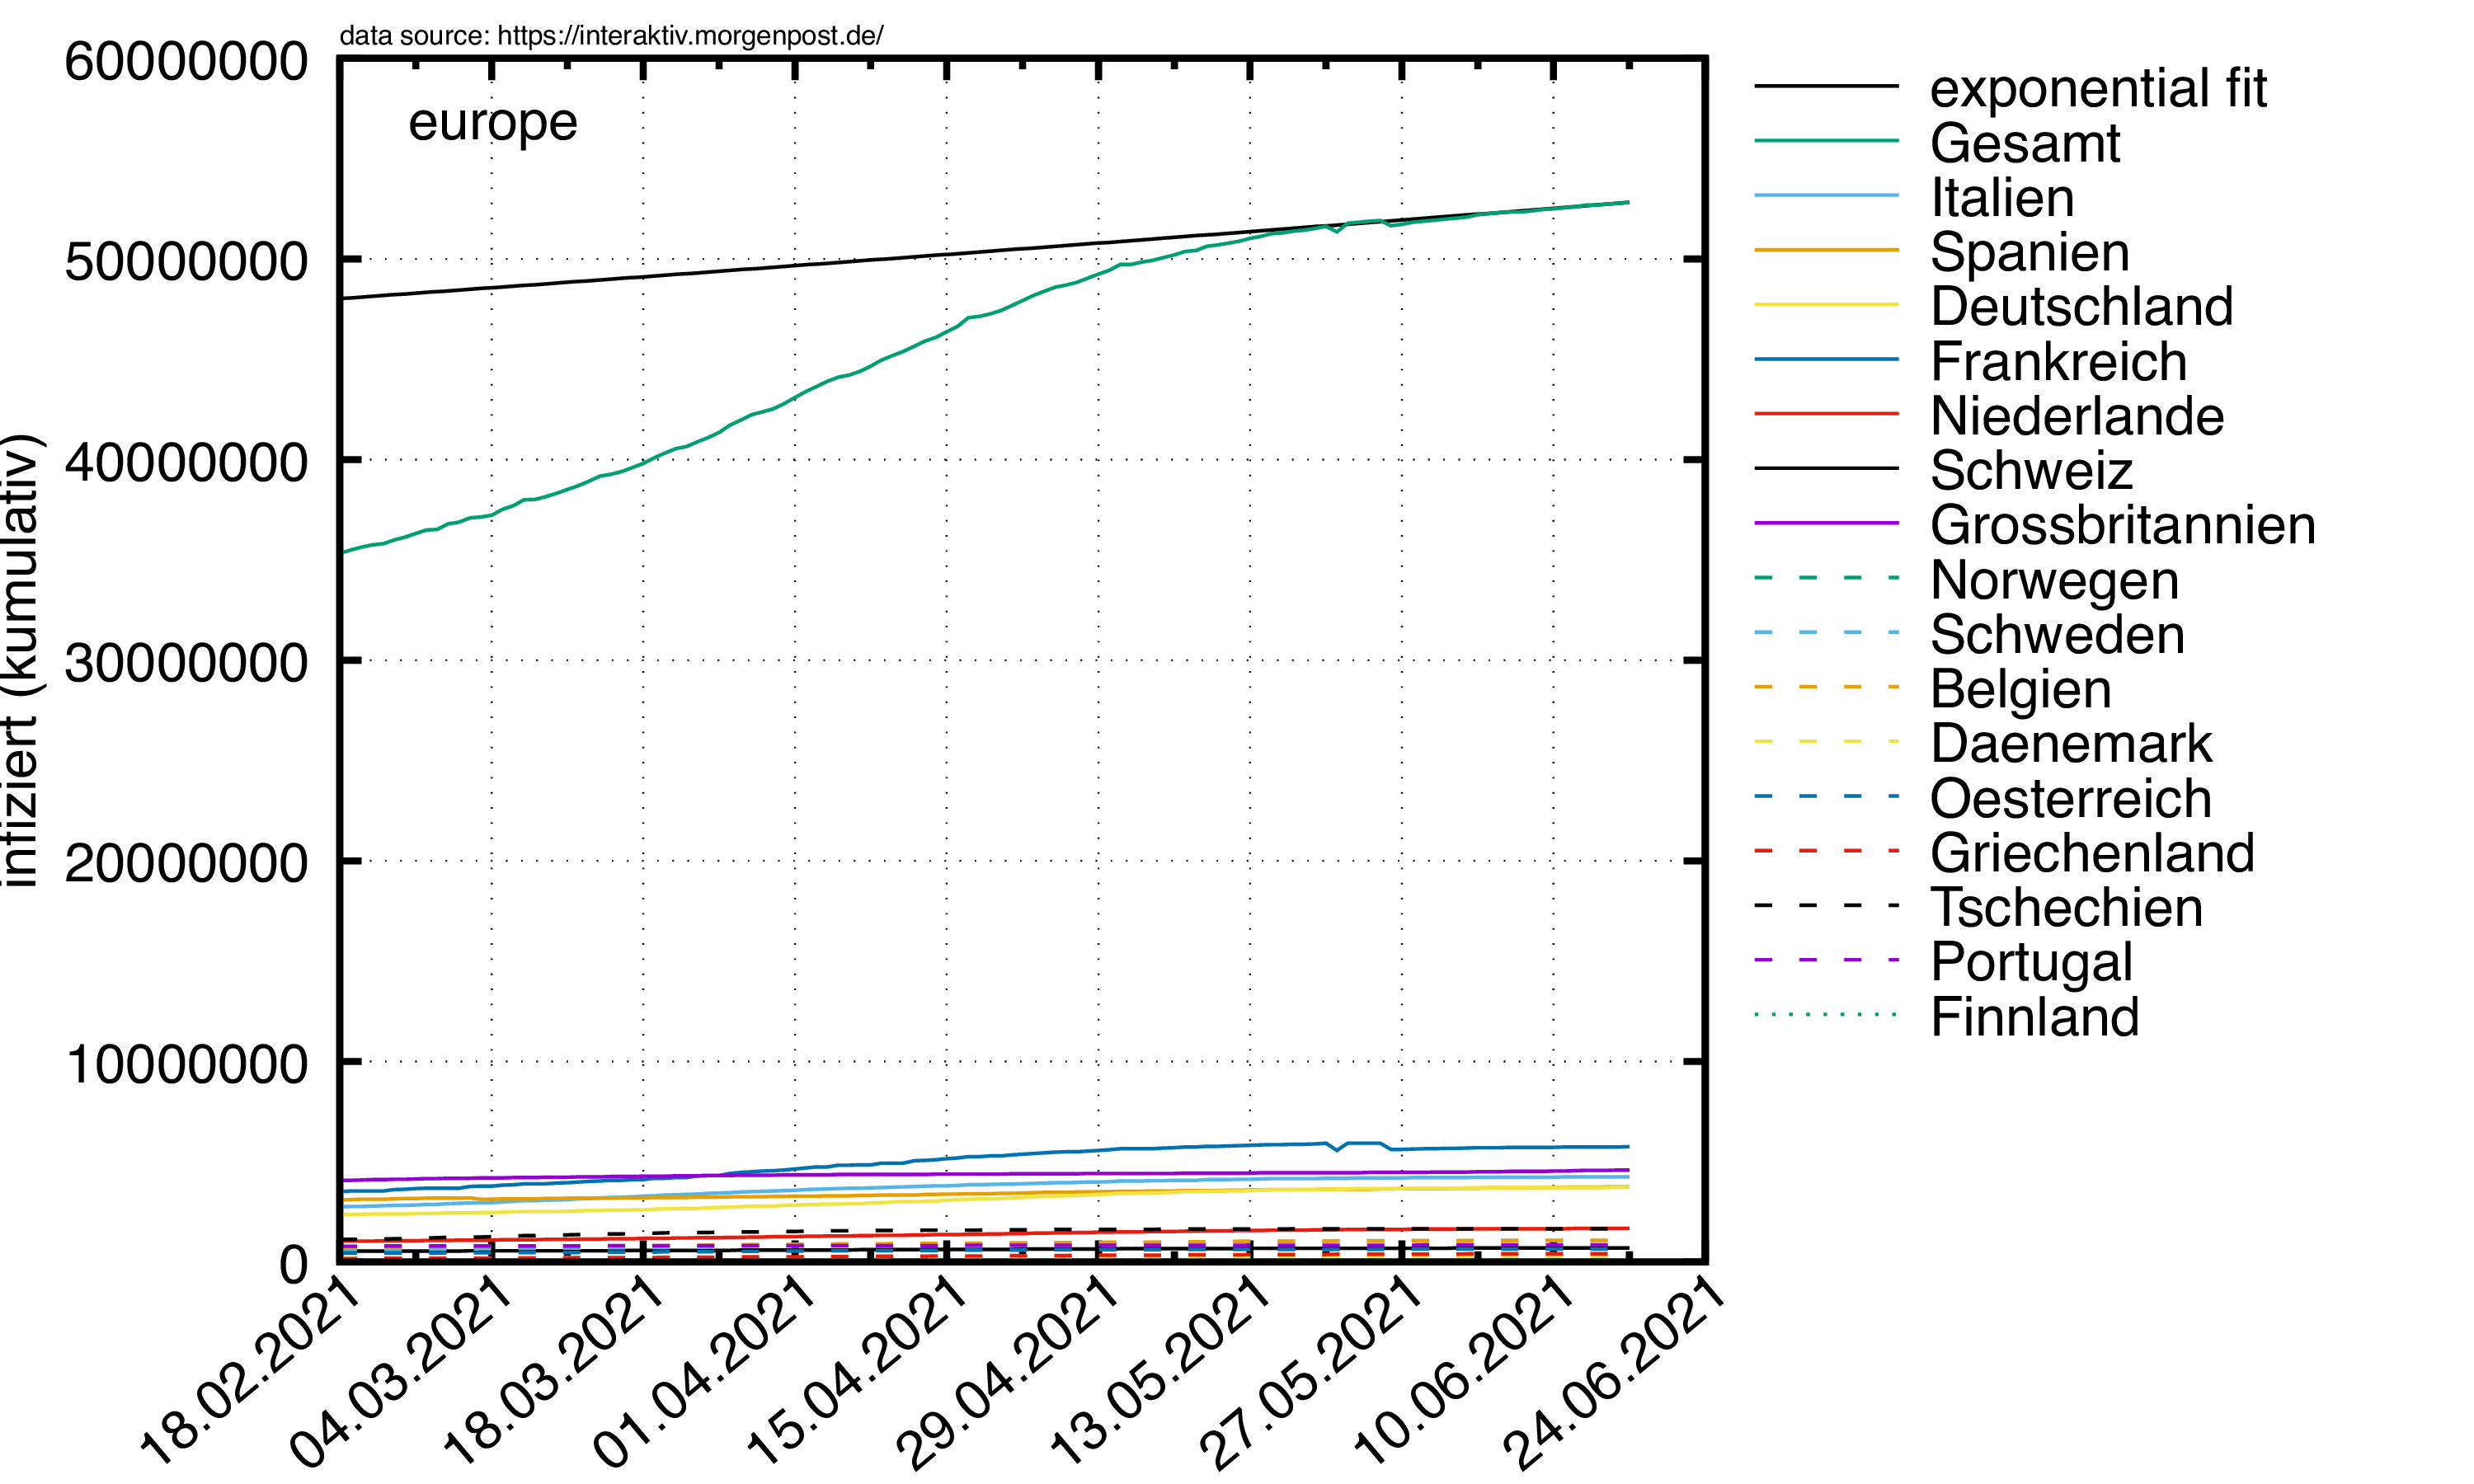 data source: https://interaktiv.morgenpost.de/
europe
infiziert (kumulativ)
60000000
50000000
40000000
30000000
20000000
10000000
0
18.02.2021
04.03.2021
18.03.2021
01.04.2021
15.04.2021
29.04.2021
13.05.2021
27.05.2021
10.06.2021
24.06.2021
exponential fit
Gesamt
Italien
Spanien
Deutschland
Frankreich
Niederlande
Schweiz
Grossbritannien
Norwegen
Schweden
Belgien
Daenemark
Oesterreich
Griechenland
Tschechien
Portugal
Finnland